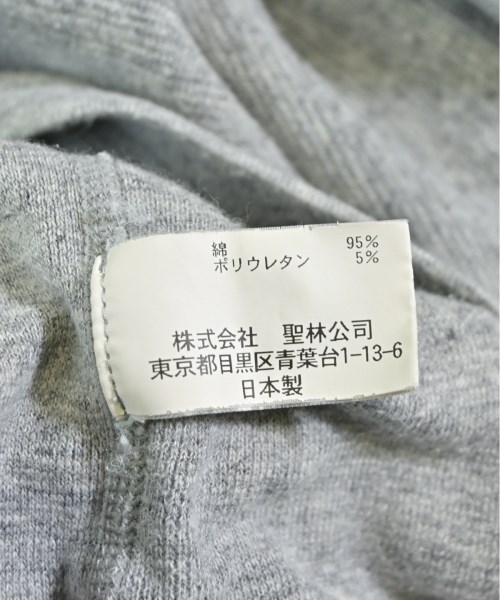 綿 95%
ポリウレタン 5%
株式会社 聖林公司
東京都目黒区青葉台1-13-6
日本製